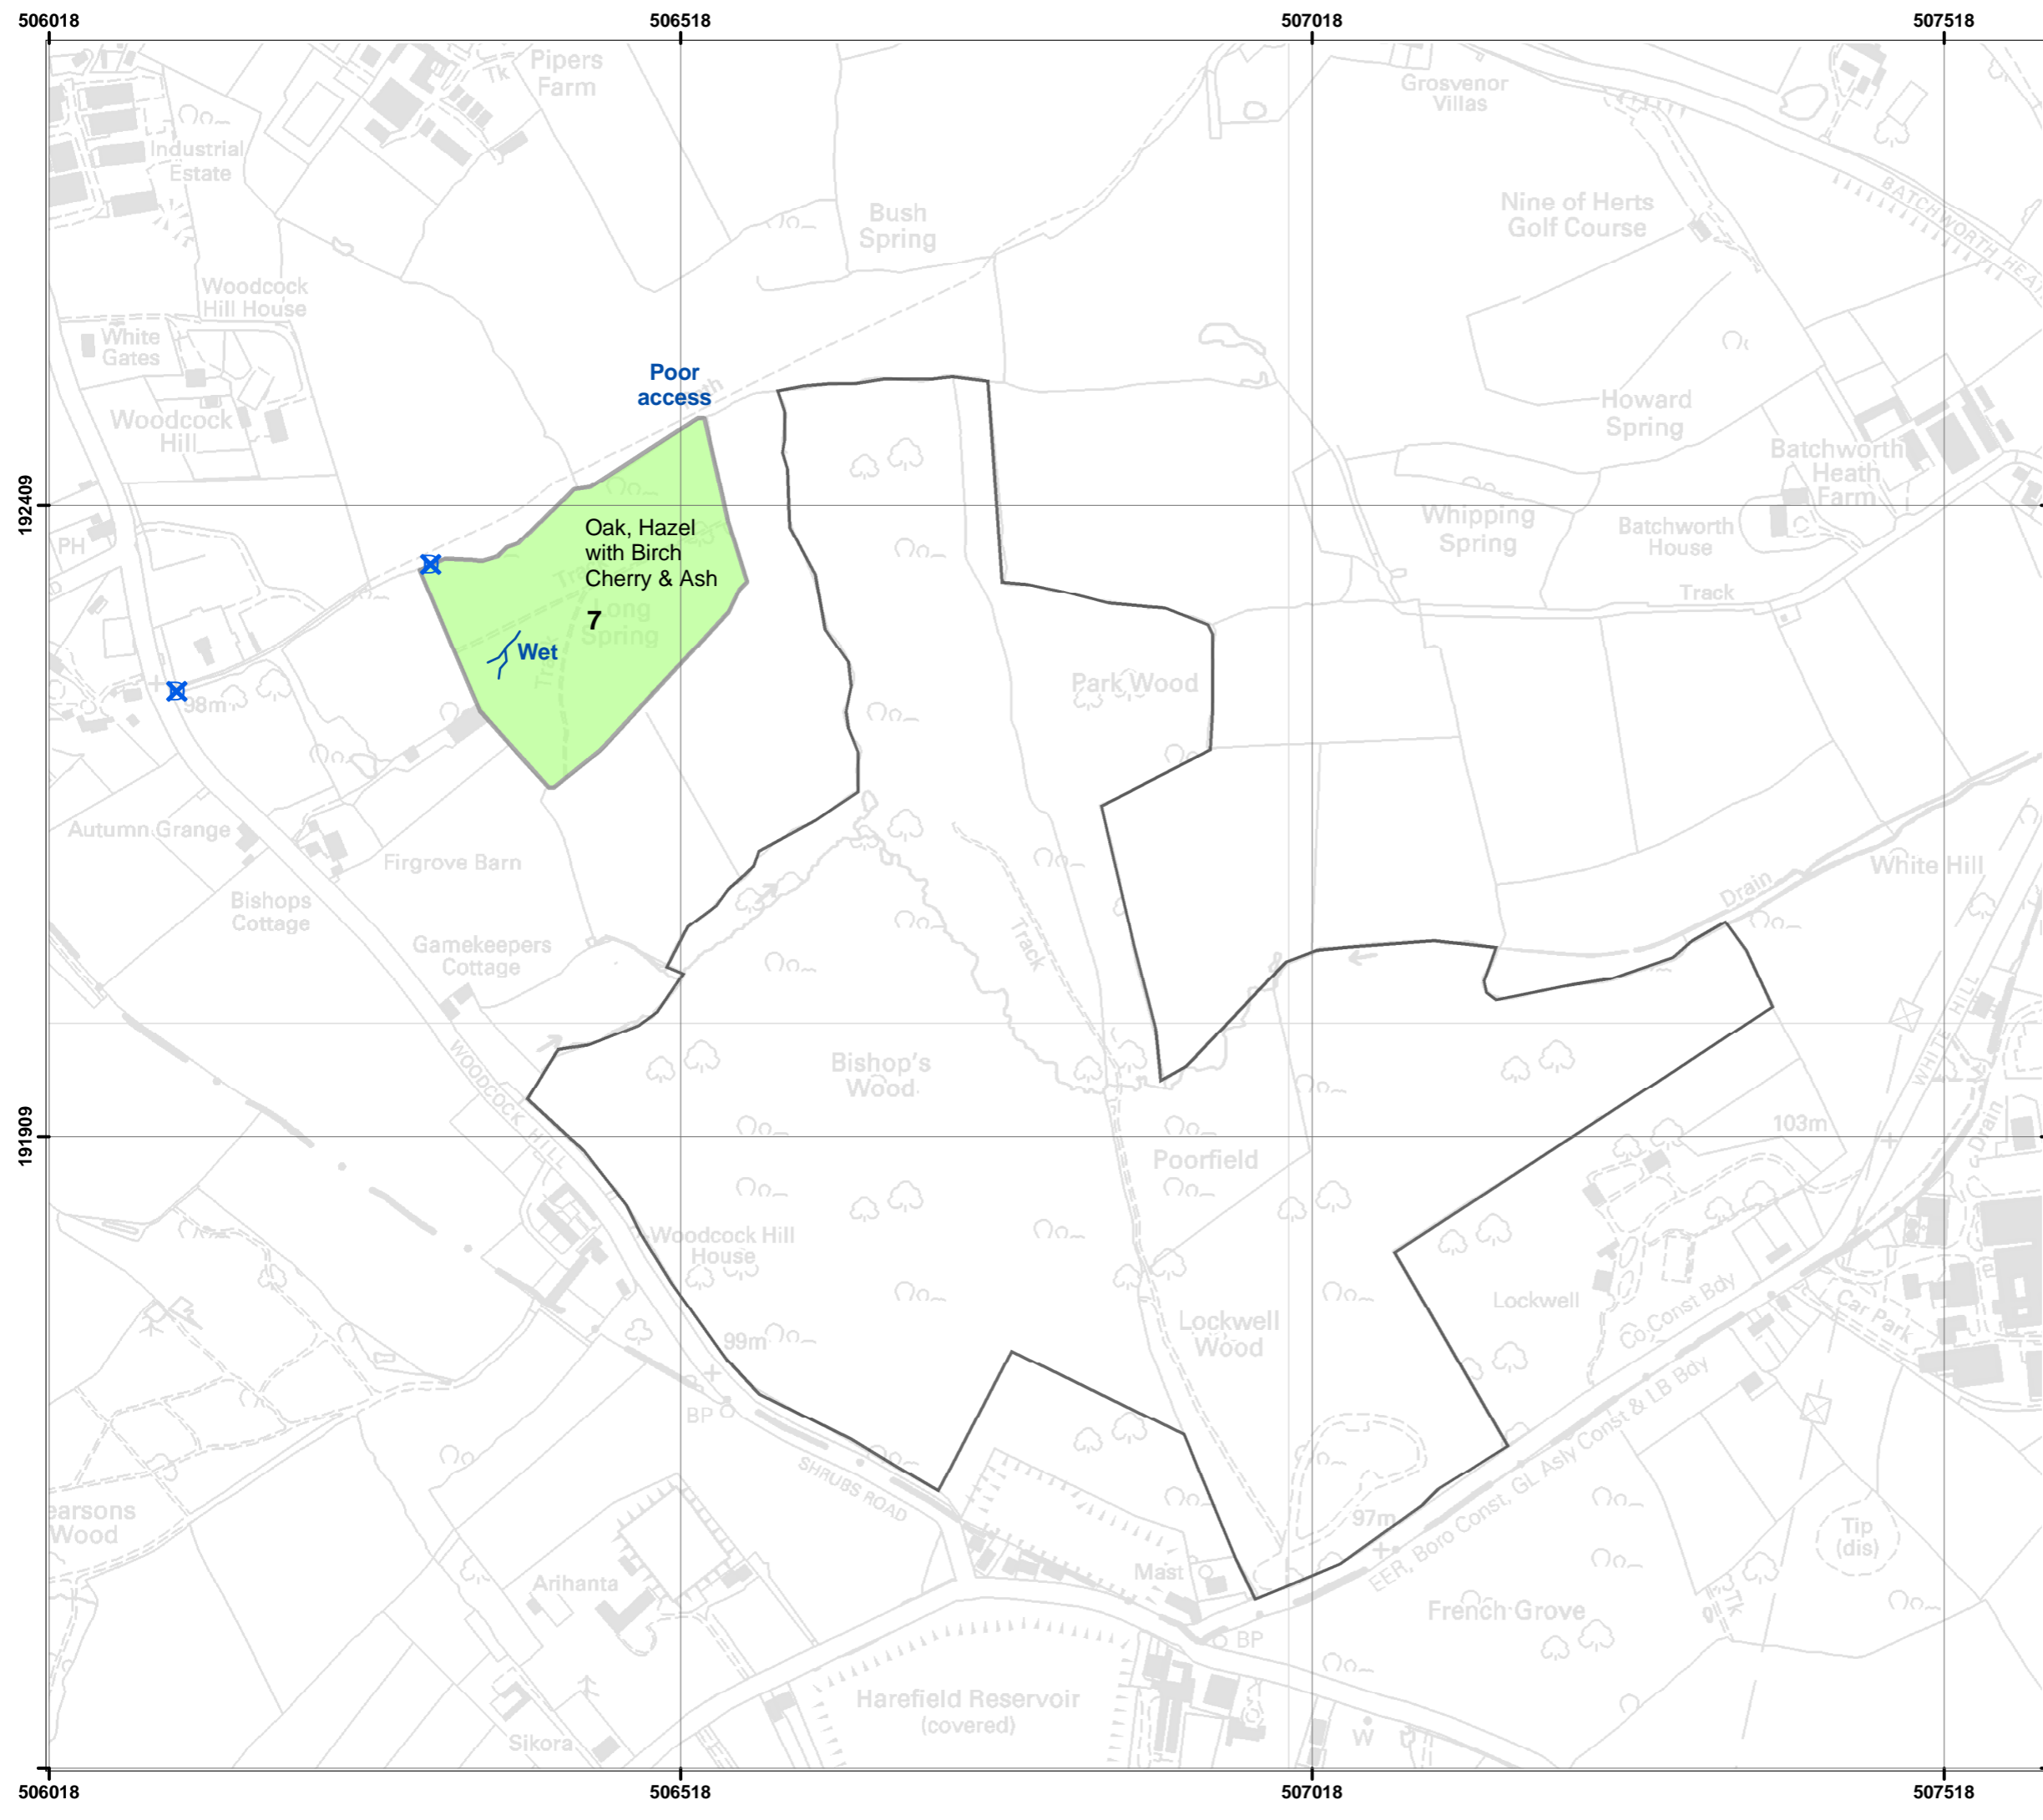 506018
506518
507018
507518
Pipers
Farm
Tk
Grosvenor
Villas
Industrial
Estate
BATCHWORTH HEAT
Nine of Herts
Golf Course
Bush
Spring
Woodcock
Hill House
White
Gates
Poor
access
Woodcock
Hill
Howard
Spring
Batchworth
Heath
Farm
192409
Oak, Hazel
with Birch
Cherry & Ash
7
Track
Long
Spring
Track
Wet
Whipping
Spring
Batchworth
House
PH
Track
Park Wood
98m
Autumn Grange
Firgrove Barn
White Hill
Drain
Bishops
Cottage
Gamekeepers
Cottage
Track
WOODCOCK HILL
Bishop's
Wood
WHITE HILL
Drain
191909
103m
Poorfield
Woodcock Hill
House
Lockwell
Wood
Lockwell
Co Const Bdy
Car Park
99m
BP
EER, Boro Const, GL Asly Const & LB Bdy
SHRUBS ROAD
earsons
Wood
97m
Tip
(dis)
Arihanta
Mast
French Grove
Tk
BP
Harefield Reservoir
(covered)
Sikora
W
506018
506518
507018
507518